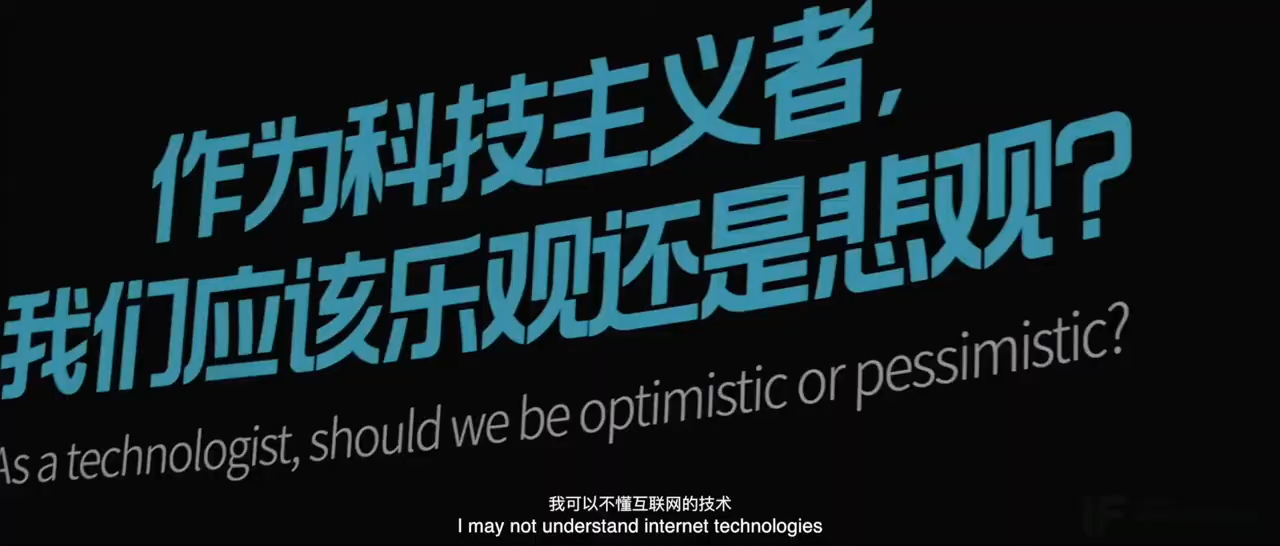 作为科技主义者,
我们应该乐观还是悲观?
As a technologist, should we be optimistic or pessimistic?
我可以不懂互联网的技术
I may not understand internet technologies